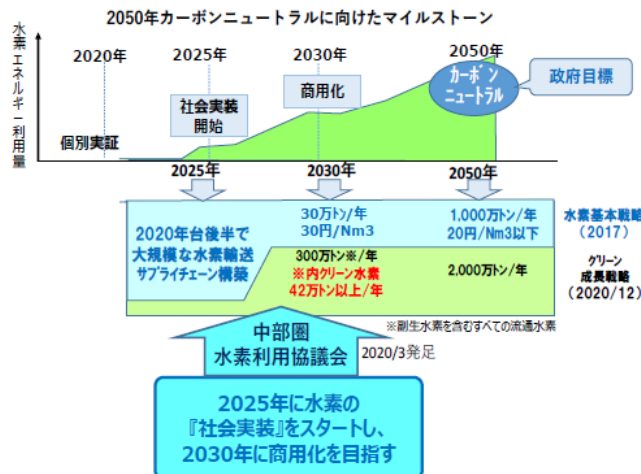 2050年カーボンニュートラルに向けたマイルストーン
水素エネルギー利用量
2020年
2025年
2030年
2050年
社会実装
開始
商用化
カーボン
ニュートラル
政府目標
個別実証
2025年
2030年
2050年
2020年台後半で
大規模な水素輸送
サプライチェーン
構築
30万トン/年
30円/Nm3
1,000万トン/年
20円/Nm3以下
水素基本戦略
(2017)
300万トン※/年
※内クリーン水素
42万トン以上/年
2,000万トン/年
グリーン
成長戦略
(2020/12)
※副生水素を含むすべての流通水素
中部圏
水素利用協議会
2020/3発足
2025年に水素の
『社会実装』をスタートし、
2030年に商用化を目指す